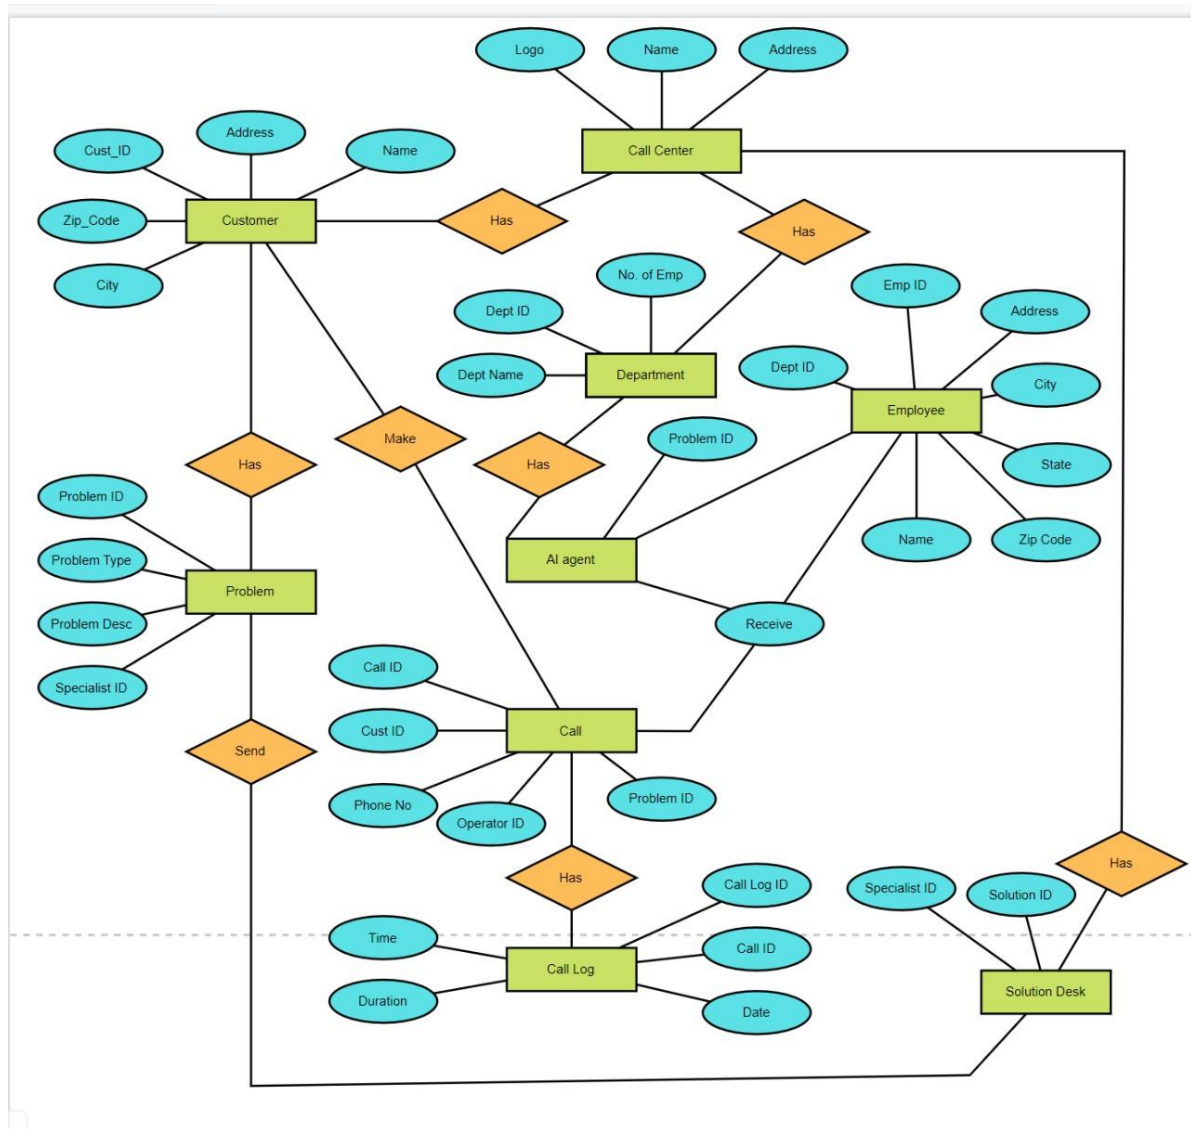 Logo
Name
Address
Call Center
Cust_ID
Address
Name
Zip_Code
Customer
City
Has
Has
No. of Emp
Dept ID
Dept Name
Department
Emp ID
Address
Dept ID
City
Employee
State
Name
Zip Code
Has
Make
Has
Problem ID
Problem ID
Problem Type
Problem
Problem Desc
Specialist ID
AI agent
Receive
Send
Call ID
Cust ID
Call
Phone No
Operator ID
Problem ID
Has
Has
Call Log ID
Time
Call ID
Call Log
Duration
Date
Specialist ID
Solution ID
Solution Desk